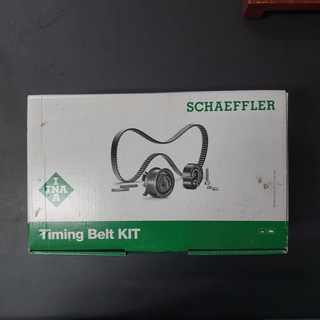 SCHAEFFLER
I
INA
A
Timing Belt KIT